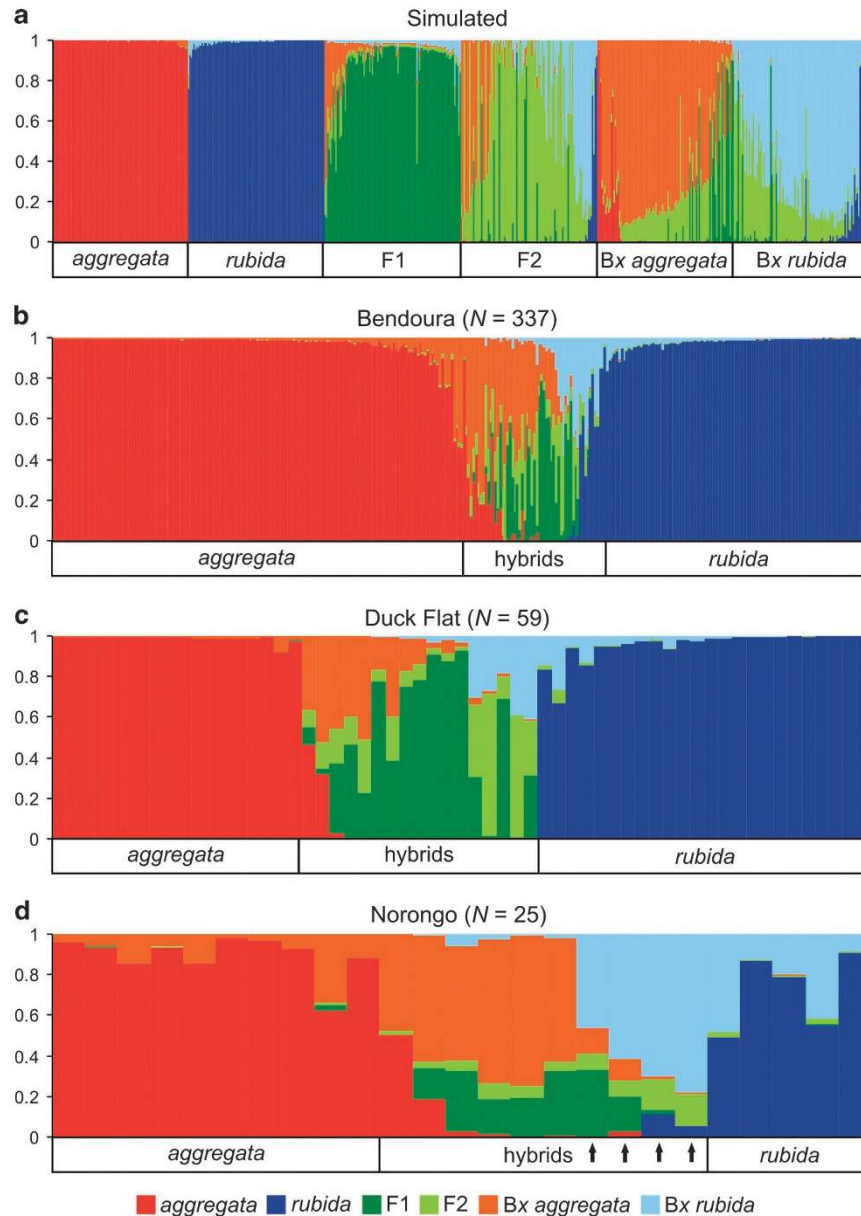 a
Simulated
1
0.8
0.6
0.4
0.2
0
aggregata rubida F1 F2 Bx aggregata Bx rubida
b
Bendoura (N = 337)
1
0.8
0.6
0.4
0.2
0
aggregata hybrids rubida
c
Duck Flat (N = 59)
1
0.8
0.6
0.4
0.2
0
aggregata hybrids rubida
d
Norongo (N = 25)
1
0.8
0.6
0.4
0.2
0
aggregata hybrids rubida
aggregata rubida F1 F2 Bx aggregata Bx rubida